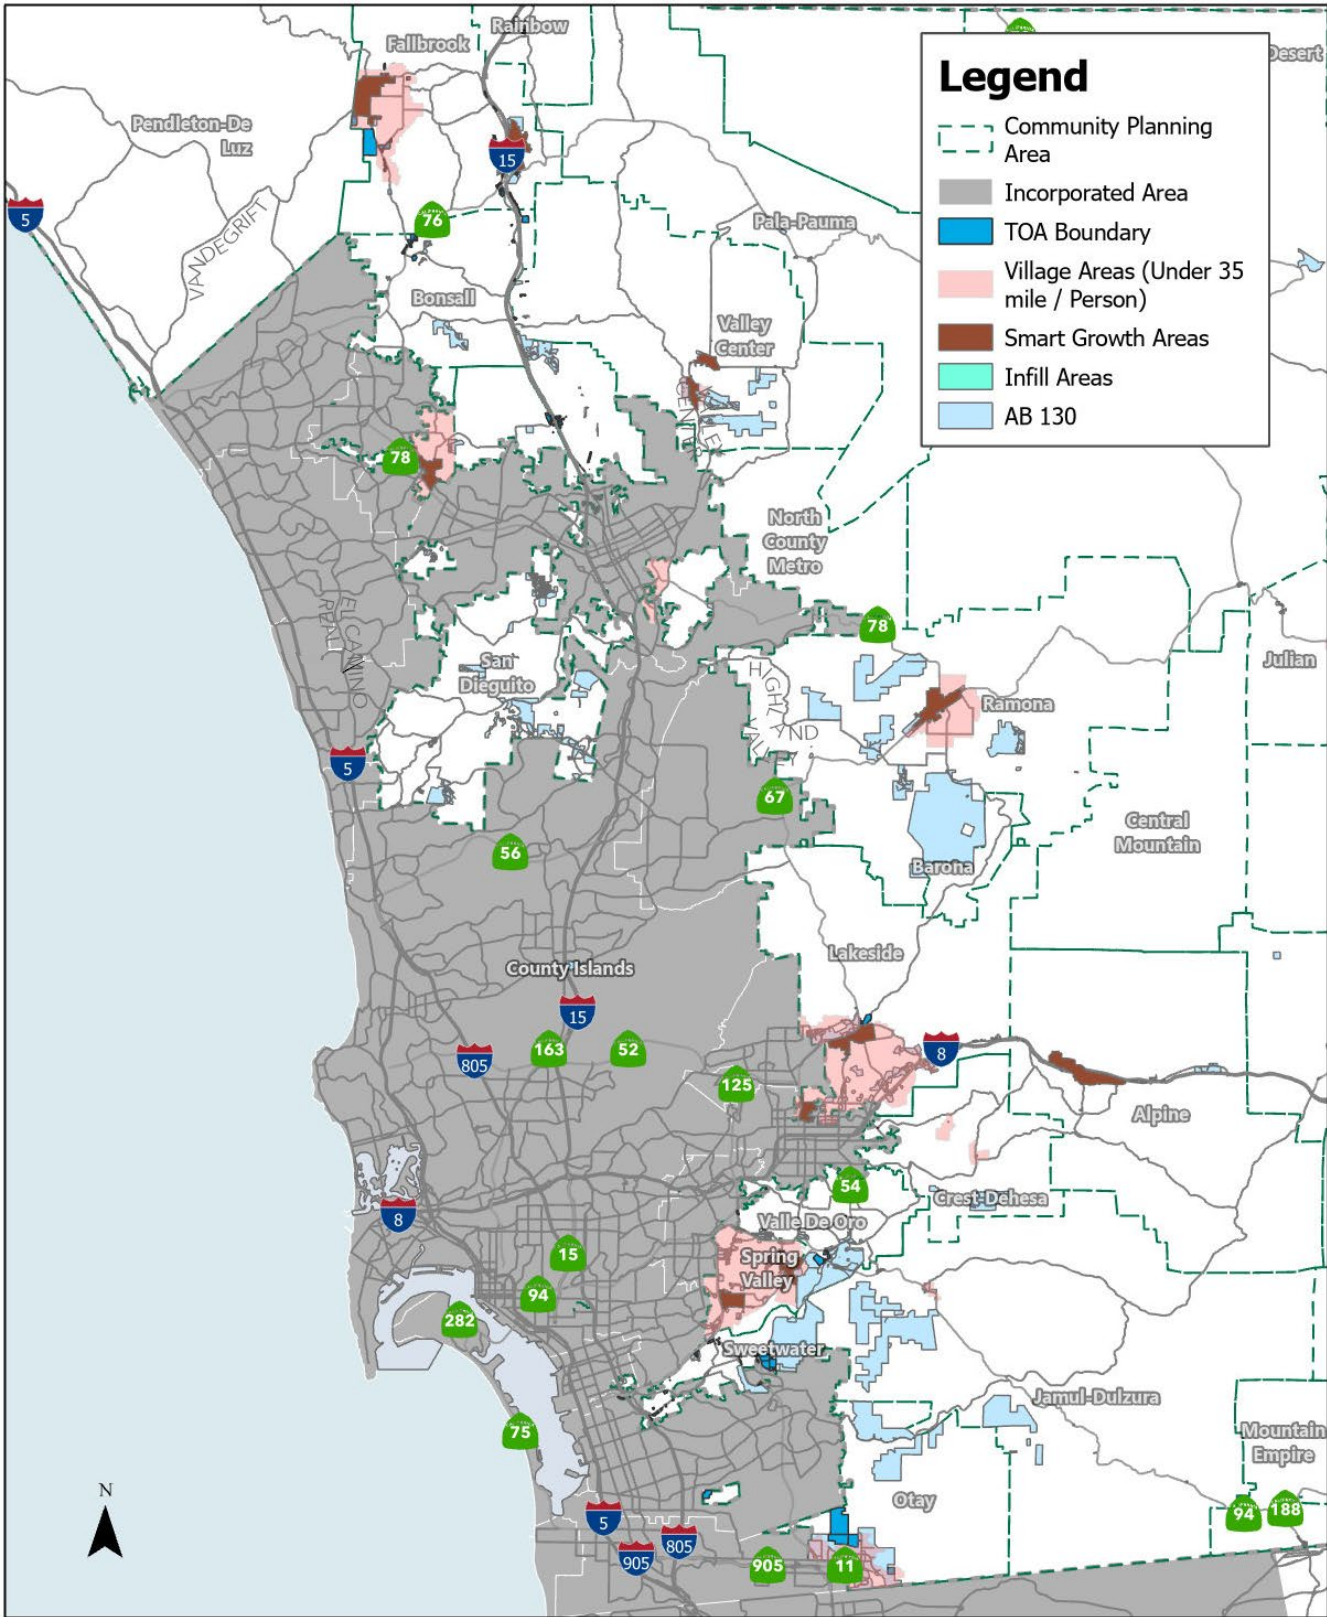 Rainbow
Fallbrook
Desert
Legend
Community Planning
Area
Incorporated Area
TOA Boundary
Village Areas (Under 35
mile / Person)
Smart Growth Areas
Infill Areas
AB 130
Pendleton-De
Luz
15
5
VANDEGRIFT
76
Pala-Pauma
Bonsall
Valley
Center
78
North
County
Metro
78
EL CAMINO
REAL
San
Dieguito
HIGHLAND
VALLEY
Julian
Ramona
5
67
56
Central
Mountain
Barona
Lakeside
County Islands
15
163
52
805
125
8
Alpine
54
Crest-Dehesa
8
Valle De Oro
15
Spring
Valley
94
282
Sweetwater
Jamul-Dulzura
75
Mountain
Empire
N
Otay
94
188
5
805
905
905
11